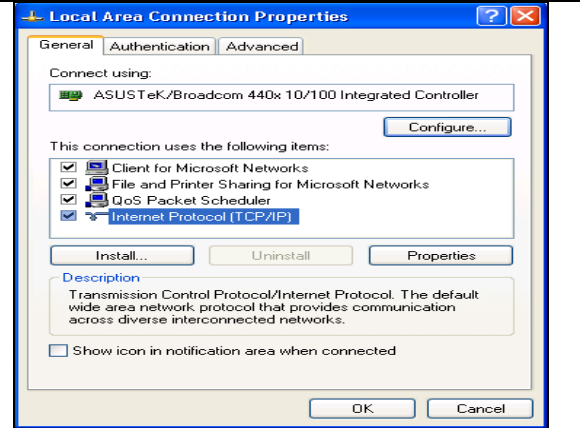 Local Area Connection Properties
General Authentication Advanced
Connect using:
ASUSTeK/Broadcom 440x 10/100 Integrated Controller
Configure...
This connection uses the following items:
Client for Microsoft Networks
File and Printer Sharing for Microsoft Networks
QoS Packet Scheduler
Internet Protocol (TCP/IP)
Install... Uninstall Properties
Description
Transmission Control Protocol/Internet Protocol. The default
wide area network protocol that provides communication
across diverse interconnected networks.
Show icon in notification area when connected
OK Cancel